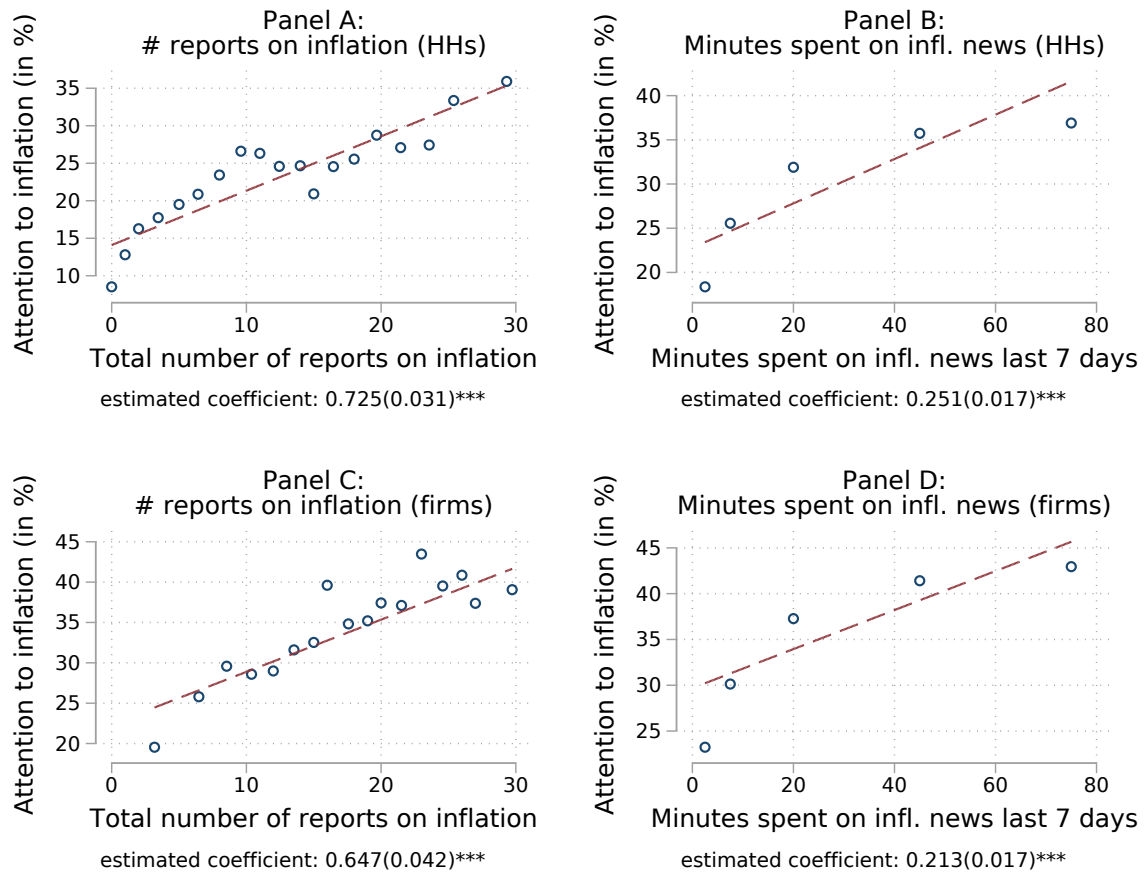 Panel A:
# reports on inflation (HHs)
Attention to inflation (in %)
35
30
25
20
15
10
0
10
20
30
Total number of reports on inflation
estimated coefficient: 0.725(0.031)***
Panel B:
Minutes spent on infl. news (HHs)
Attention to inflation (in %)
40
35
30
25
20
0
20
40
60
80
Minutes spent on infl. news last 7 days
estimated coefficient: 0.251(0.017)***
Panel C:
# reports on inflation (firms)
Attention to inflation (in %)
45
40
35
30
25
20
0
10
20
30
Total number of reports on inflation
estimated coefficient: 0.647(0.042)***
Panel D:
Minutes spent on infl. news (firms)
Attention to inflation (in %)
45
40
35
30
25
0
20
40
60
80
Minutes spent on infl. news last 7 days
estimated coefficient: 0.213(0.017)***